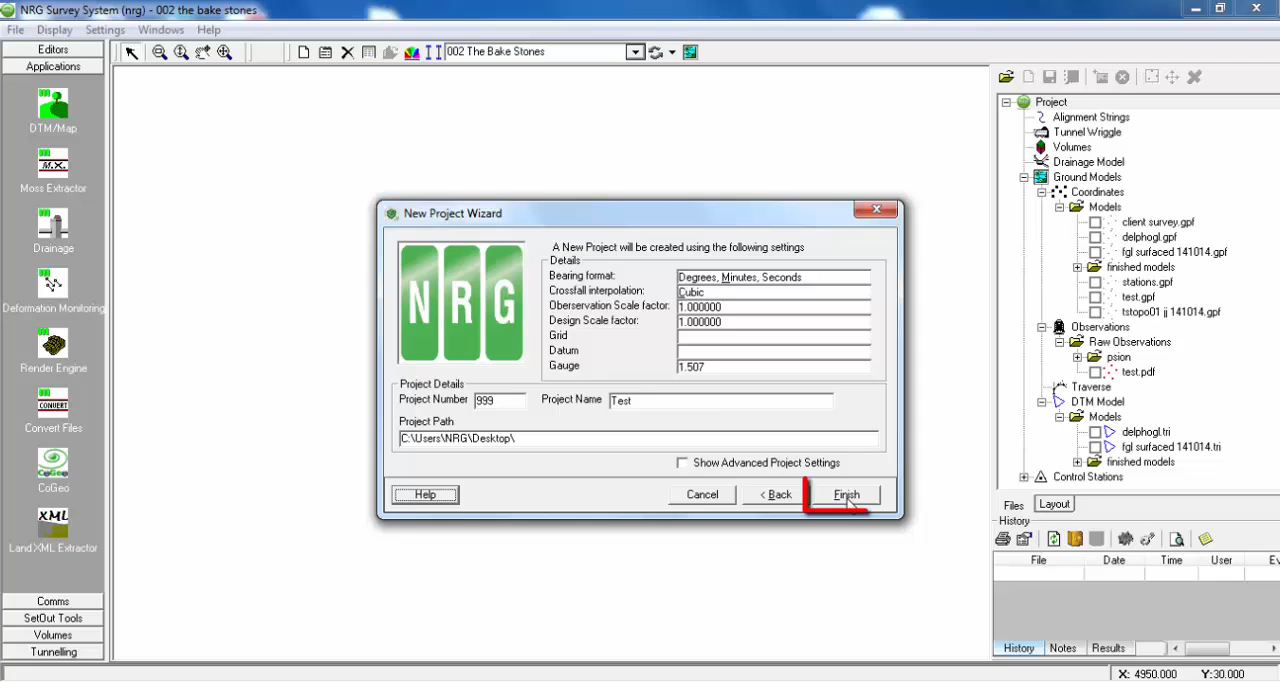 NRG Survey System (nrg) - 002 the bake stones
File Display Settings Windows Help
Editors
Applications
002 The Bake Stones
DTM/Map
M.X.
Moss Extractor
Drainage
Deformation Monitoring
Render Engine
CONVERT
Convert Files
CoGeo
CoGeo
XML
Land XML Extractor
Comms
SetOut Tools
Volumes
Tunnelling
New Project Wizard
NRG
A New Project will be created using the following settings
Details
Bearing format: Degrees, Minutes, Seconds
Crossfall interpolation: Cubic
Oberservation Scale factor: 1.000000
Design Scale factor: 1.000000
Grid
Datum
Gauge 1.507
Project Details
Project Number 999 Project Name Test
Project Path
C:\Users\NRG\Desktop\
Show Advanced Project Settings
Help Cancel < Back Finish
Project
Alignment Strings
Tunnel Wriggle
Volumes
Drainage Model
Ground Models
Coordinates
Models
client survey.gpf
delphogl.gpf
fgl surfaced 141014.gpf
finished models
stations.gpf
test.gpf
tstopo01 jj 141014.gpf
Observations
Raw Observations
psion
test.pdf
Traverse
DTM Model
Models
delphogl.tri
fgl surfaced 141014.tri
finished models
Control Stations
Files Layout
History
File Date Time User Ev
History Notes Results
X: 4950.000 Y:30.000